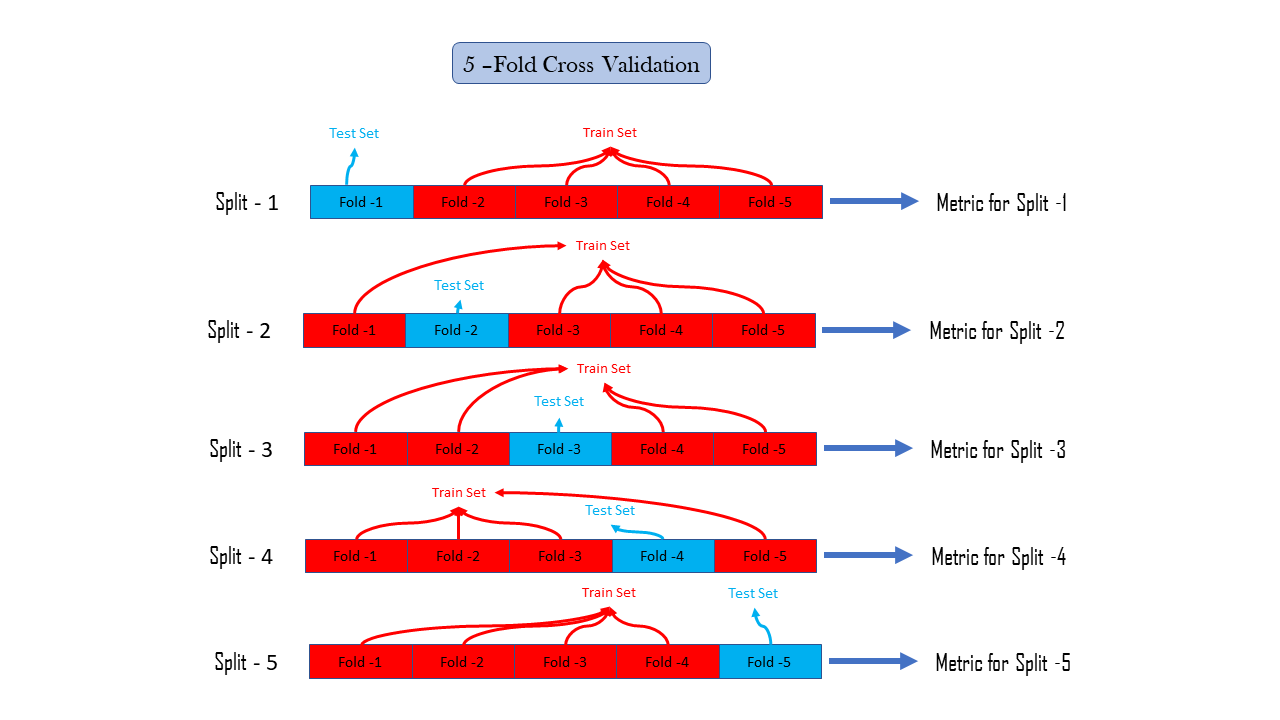 5 –Fold Cross Validation
Test Set
Train Set
Split - 1
Fold -1
Fold -2
Fold -3
Fold -4
Fold -5
Metric for Split -1
Train Set
Test Set
Split - 2
Fold -1
Fold -2
Fold -3
Fold -4
Fold -5
Metric for Split -2
Train Set
Test Set
Split - 3
Fold -1
Fold -2
Fold -3
Fold -4
Fold -5
Metric for Split -3
Train Set
Test Set
Split - 4
Fold -1
Fold -2
Fold -3
Fold -4
Fold -5
Metric for Split -4
Train Set
Test Set
Split - 5
Fold -1
Fold -2
Fold -3
Fold -4
Fold -5
Metric for Split -5